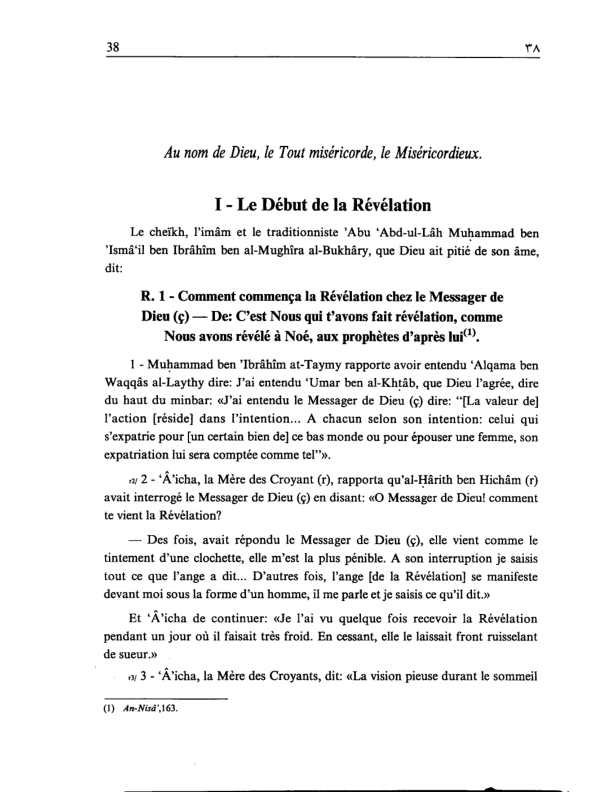 38 ٣٨
Au nom de Dieu, le Tout miséricorde, le Miséricordieux.
I - Le Début de la Révélation
Le cheïkh, l'imâm et le traditionniste 'Abu ‘Abd-ul-Lâh Muḥammad ben
'Ismâ‘il ben Ibrâhîm ben al-Mughîra al-Bukhâry, que Dieu ait pitié de son âme,
dit:
R. 1 - Comment commença la Révélation chez le Messager de
Dieu (ç) — De: C'est Nous qui t'avons fait révélation, comme
Nous avons révélé à Noé, aux prophètes d'après lui(1).
1 - Muḥammad ben 'Ibrâhîm at-Taymy rapporte avoir entendu ‘Alqama ben
Waqqâs al-Laythy dire: J'ai entendu ‘Umar ben al-Khṭâb, que Dieu l'agrée, dire
du haut du minbar: «J'ai entendu le Messager de Dieu (ç) dire: “[La valeur de]
l'action [réside] dans l'intention... A chacun selon son intention: celui qui
s'expatrie pour [un certain bien de] ce bas monde ou pour épouser une femme, son
expatriation lui sera comptée comme tel”».
r2/ 2 - ‘Â'icha, la Mère des Croyant (r), rapporta qu'al-Ḥârith ben Hichâm (r)
avait interrogé le Messager de Dieu (ç) en disant: «O Messager de Dieu! comment
te vient la Révélation?
— Des fois, avait répondu le Messager de Dieu (ç), elle vient comme le
tintement d'une clochette, elle m'est la plus pénible. A son interruption je saisis
tout ce que l'ange a dit... D'autres fois, l'ange [de la Révélation] se manifeste
devant moi sous la forme d'un homme, il me parle et je saisis ce qu'il dit.»
Et ‘Â'icha de continuer: «Je l'ai vu quelque fois recevoir la Révélation
pendant un jour où il faisait très froid. En cessant, elle le laissait front ruisselant
de sueur.»
r3/ 3 - ‘Â'icha, la Mère des Croyants, dit: «La vision pieuse durant le sommeil
(1) An-Nisâ',163.